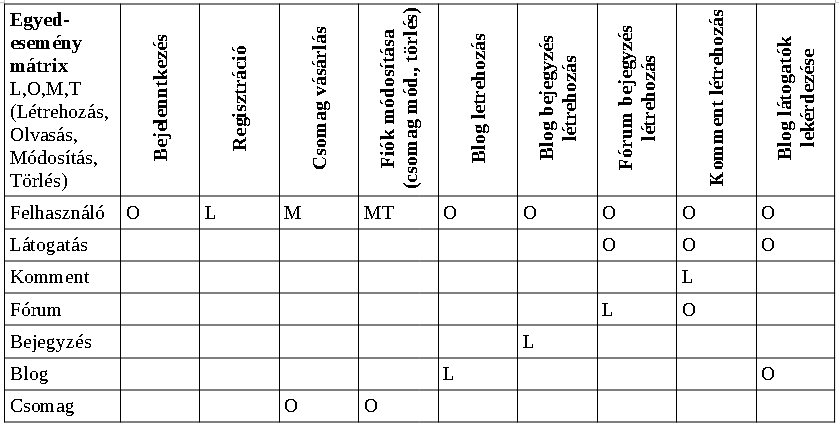 Egyed-
esemény
mátrix
L,O,M,T
(Létrehozás,
Olvasás,
Módosítás,
Törlés)
Bejelenntkezés
Regisztráció
Csomag vásárlás
Fiók módosítása
(csomag mód., törlés)
Blog letrehozás
Blog bejegyzés
létrehozás
Fórum bejegyzés
létrehozás
Komment létrehozás
Blog látogatók
lekérdezése
Felhasználó O L M MT O O O O O
Látogatás O O O
Komment L
Fórum L O
Bejegyzés L
Blog L O
Csomag O O